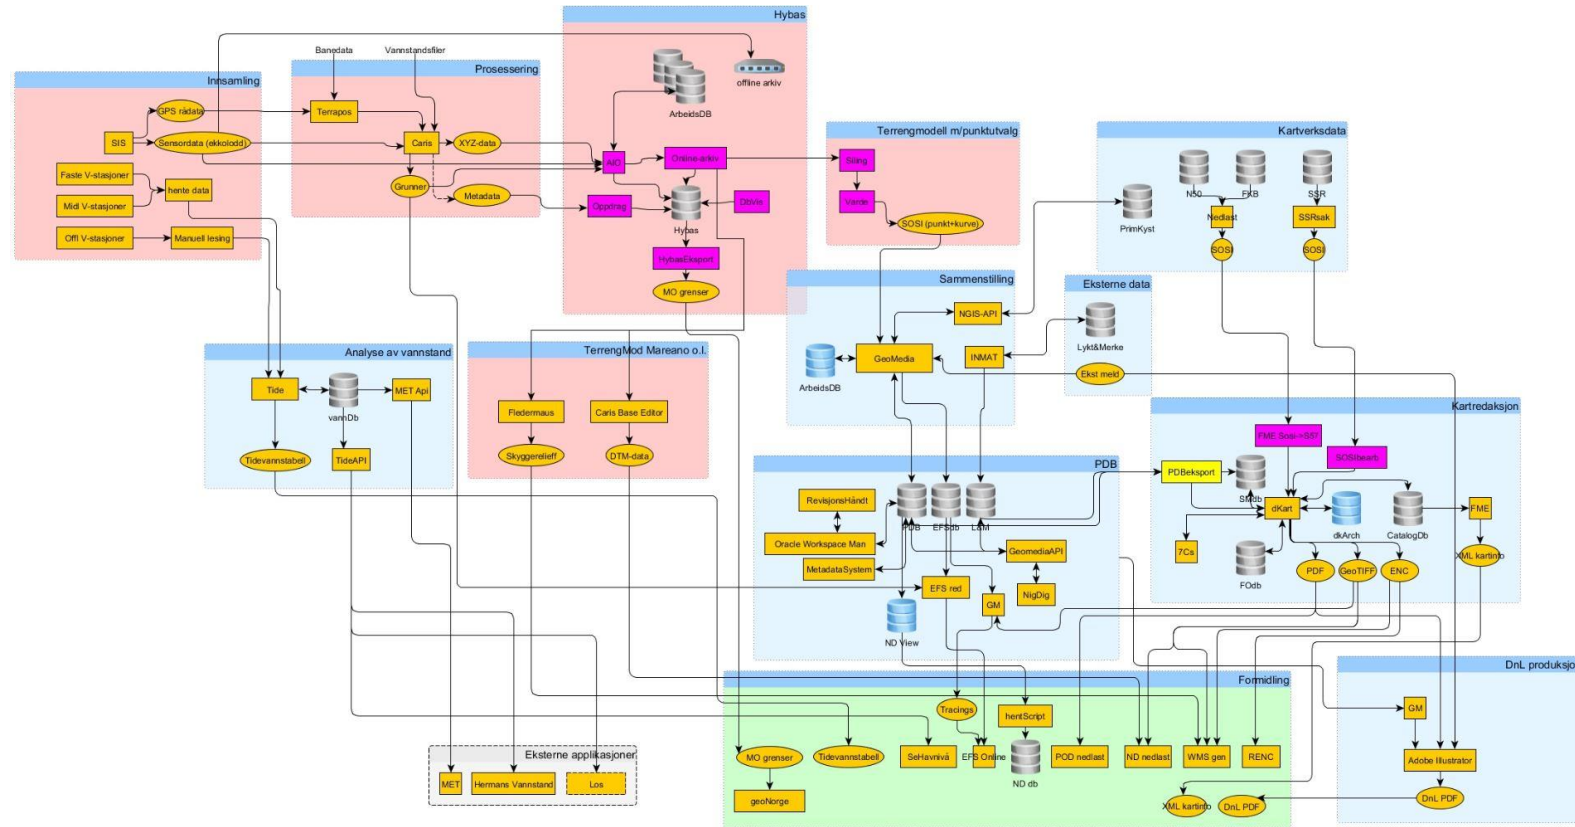 Hybas
ArbeidsDB
offline arkiv
AIO
Online-arkiv
Oppdrag
DbVis
Hybas
HybasEksport
MO grenser
Banedata
Vannstandsfiler
Prosessering
Terrapos
Caris
XYZ-data
Grunner
Metadata
Innsamling
GPS rådata
SIS
Sensordata (ekkolodd)
Faste V-stasjoner
hente data
Midl V-stasjoner
Offl V-stasjoner
Manuell lesing
Terrengmodell m/punktutvalg
Siling
Varde
SOSI (punkt+kurve)
Kartverksdata
N50
FKB
SSR
PrimKyst
Nedlast
SSRsak
SOSI
SOSI
Sammenstilling
NGIS-API
GeoMedia
INMAT
ArbeidsDB
Eksterne data
Lykt&Merke
Ekst meld
Analyse av vannstand
Tide
vannDb
MET Api
Tidevannstabell
TideAPI
TerrengMod Mareano o.l.
Fledermaus
Caris Base Editor
Skyggerelieff
DTM-data
Kartredaksjon
FME Sosi->S57
SOSIbearb
PDBeksport
SMdb
dKart
dkArch
CatalogDb
FME
7Cs
FOdb
PDF
GeoTIFF
ENC
XML kartinfo
PDB
RevisjonsHåndt
PDB
EFSdb
L&M
Oracle Workspace Man
MetadataSystem
GeomediaAPI
EFS red
GM
NigDig
ND View
DnL produksjo
GM
Adobe Illustrator
DnL PDF
Formidling
Tracings
hentScript
MO grenser
Tidevannstabell
SeHavnivå
EFS Online
ND db
POD nedlast
ND nedlast
WMS gen
RENC
geoNorge
XML kartinfo
DnL PDF
Eksterne applikasjoner
MET
Hermans Vannstand
Los